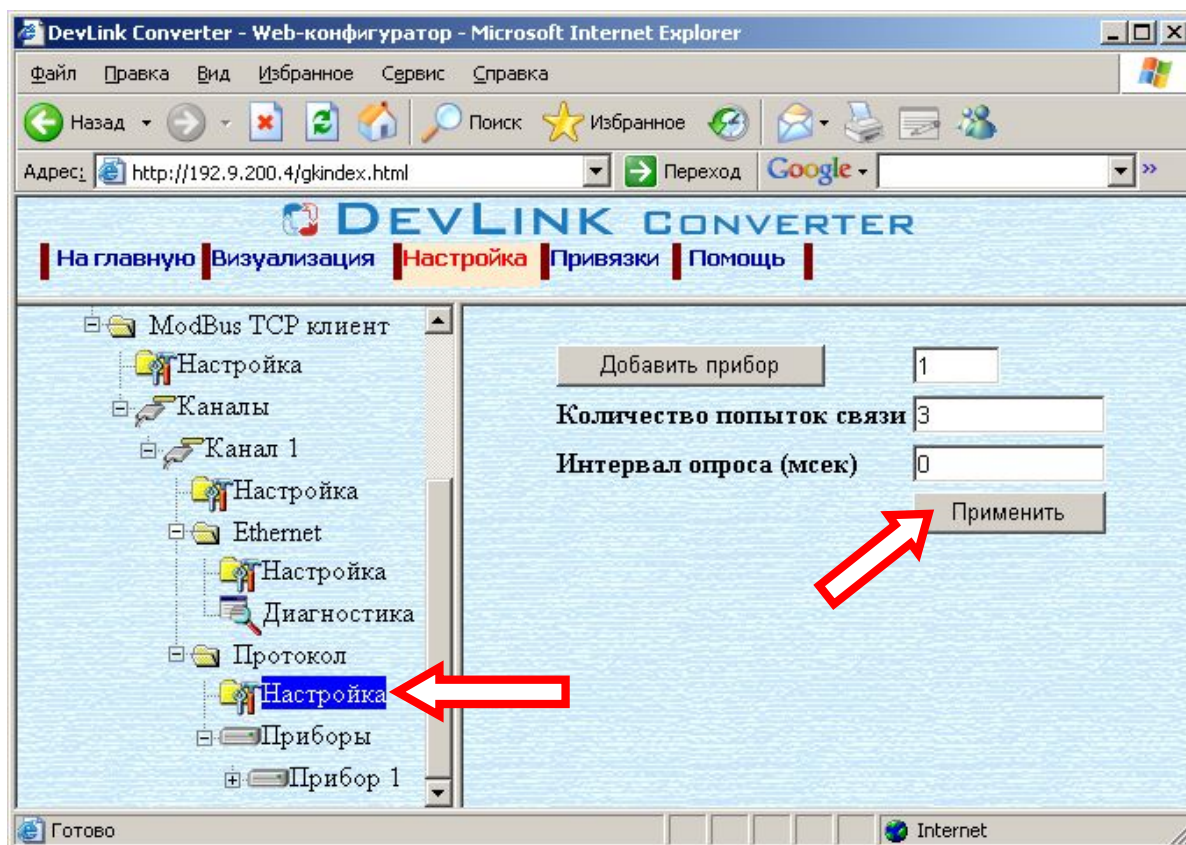 DevLink Converter - Web-конфигуратор - Microsoft Internet Explorer
Файл Правка Вид Избранное Сервис Справка
Назад Поиск Избранное
Адрес: http://192.9.200.4/gkindex.html Переход Google »
DEVLINK CONVERTER
На главную Визуализация Настройка Привязки Помощь
ModBus TCP клиент
Настройка
Каналы
Канал 1
Настройка
Ethernet
Настройка
Диагностика
Протокол
Настройка
Приборы
Прибор 1
Добавить прибор 1
Количество попыток связи 3
Интервал опроса (мсек) 0
Применить
Готово Internet